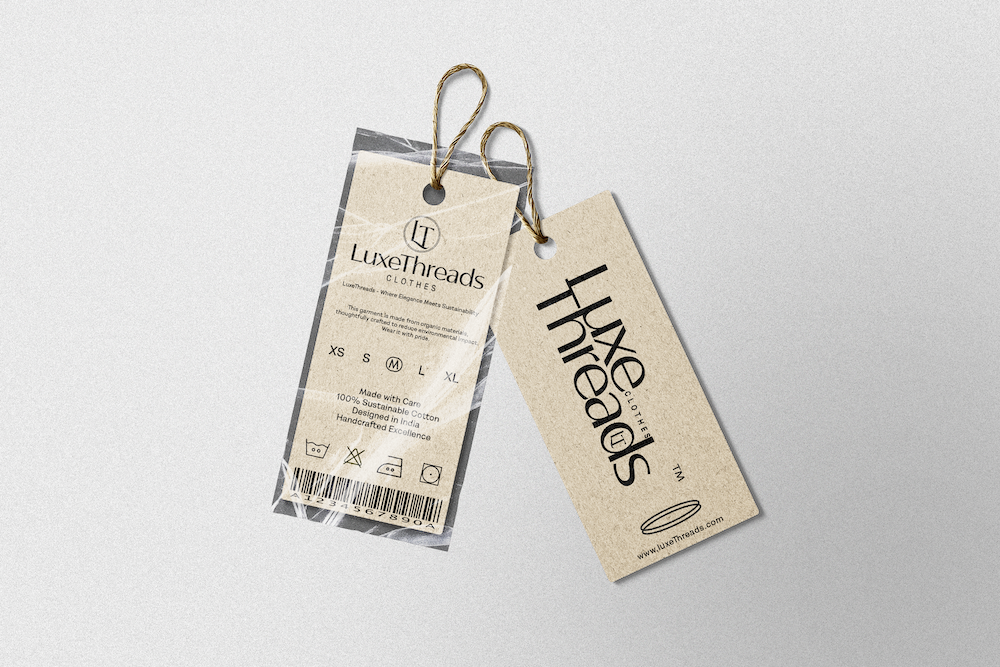 LT
LuxeThreads
CLOTHES
LuxeThreads - Where Elegance Meets Sustainability
This garment is made from organic materials,
thoughtfully crafted to reduce environmental impact.
Wear it with pride.
XS S M L XL
Made with Care
100% Sustainable Cotton
Designed in India
Handcrafted Excellence
A1234567890A
Luxe
Threads
CLOTHES
LT
TM
www.luxeThreads.com